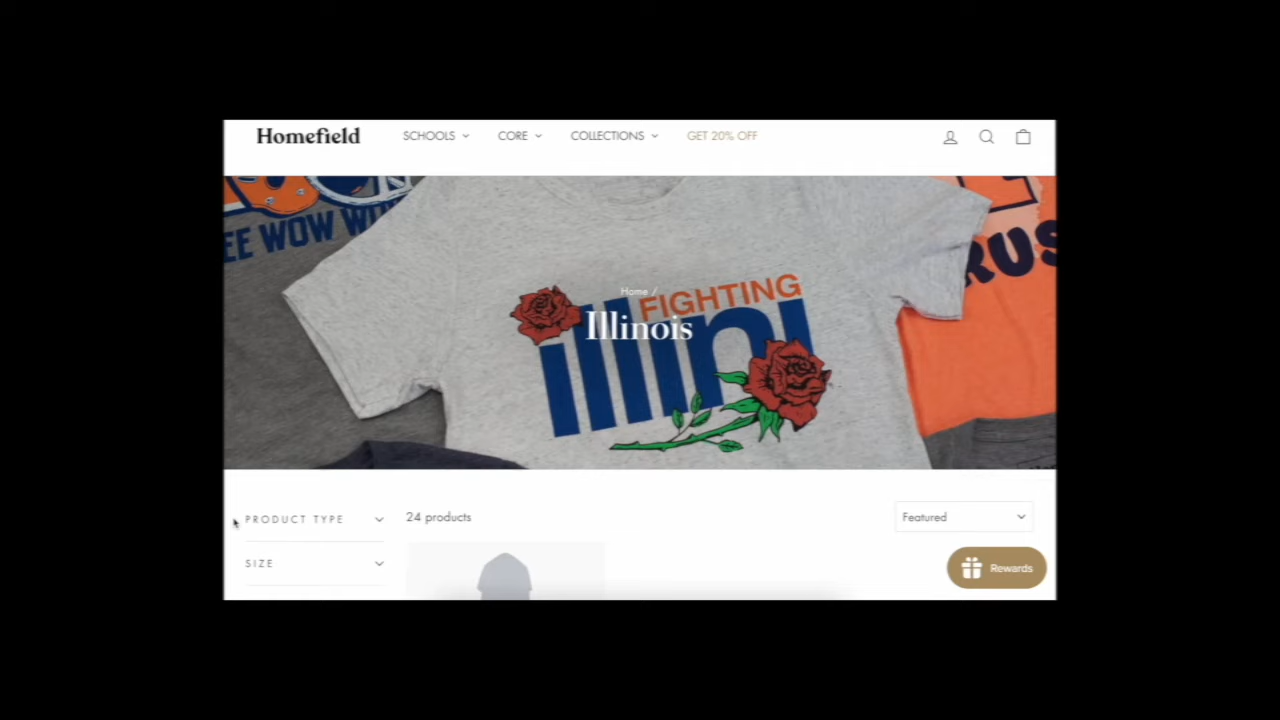 Homefield SCHOOLS CORE COLLECTIONS GET 20% OFF
EE WOW W
RUS
Home /
FIGHTING
illini
Illinois
PRODUCT TYPE
24 products
Featured
SIZE
Rewards